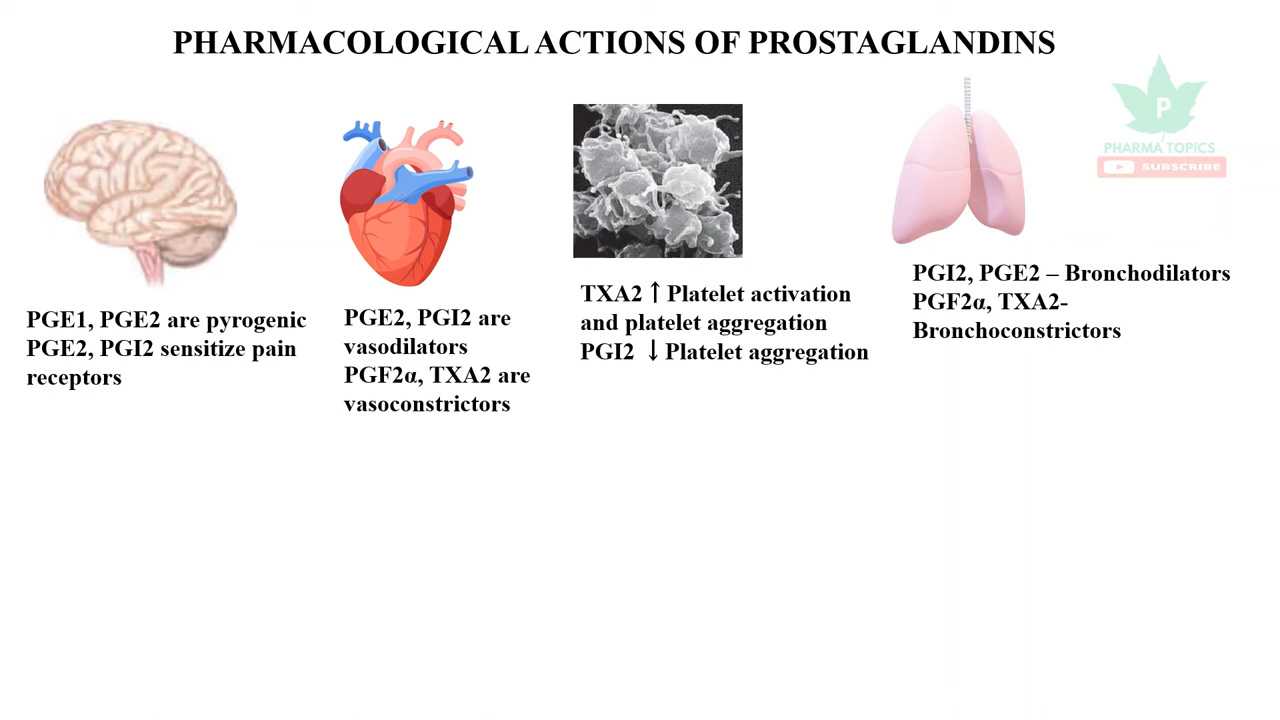 PHARMACOLOGICAL ACTIONS OF PROSTAGLANDINS
P
PHARMA TOPICS
SUBSCRIBE
PGE1, PGE2 are pyrogenic
PGE2, PGI2 sensitize pain
receptors
PGE2, PGI2 are
vasodilators
PGF2α, TXA2 are
vasoconstrictors
TXA2 ↑ Platelet activation
and platelet aggregation
PGI2 ↓ Platelet aggregation
PGI2, PGE2 – Bronchodilators
PGF2α, TXA2-
Bronchoconstrictors